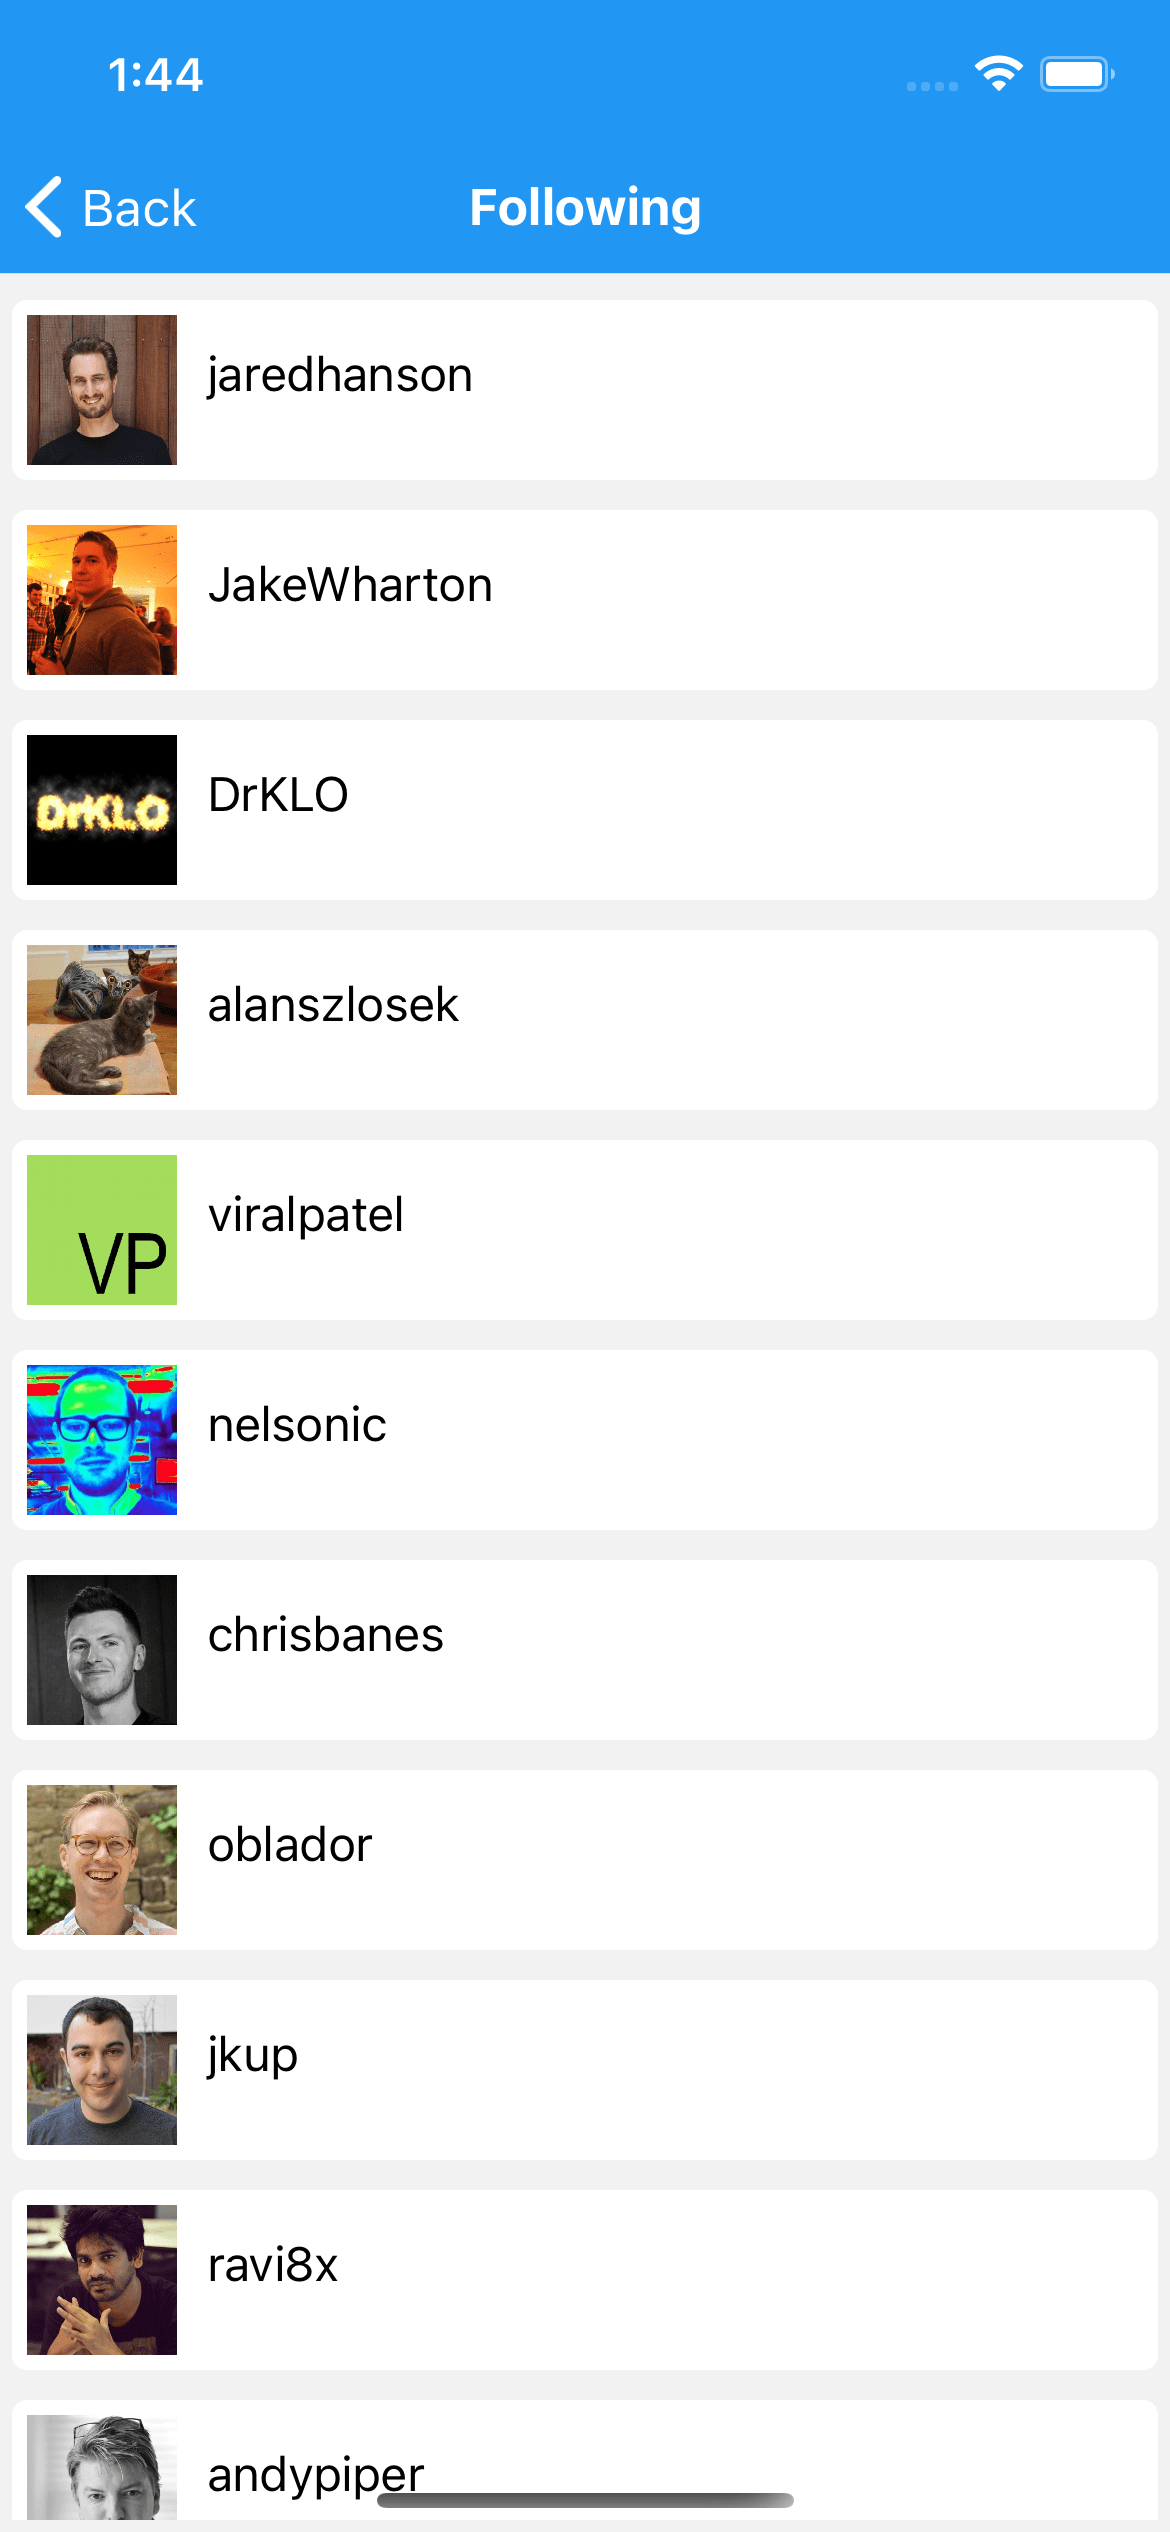 1:44
Back
Following
jaredhanson
JakeWharton
DrKLO
DrKLO
alanszlosek
VP
viralpatel
nelsonic
chrisbanes
oblador
jkup
ravi8x
andypiper